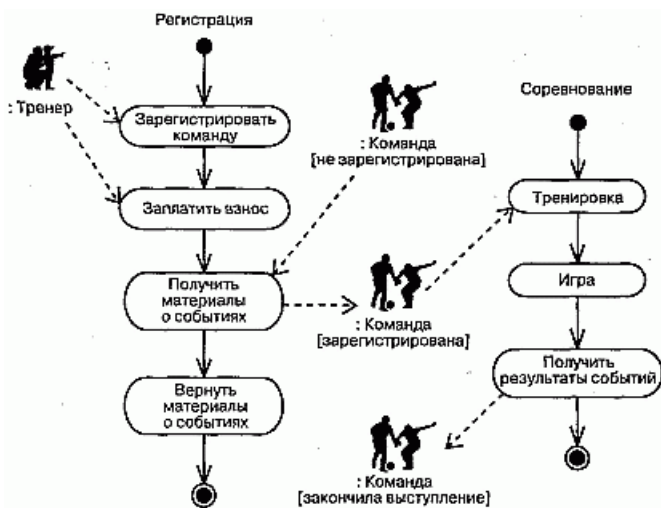 Регистрация
: Тренер
Зарегистрировать
команду
Заплатить взнос
Получить
материалы
о событиях
Вернуть
материалы
о событиях
: Команда
[не зарегистрирована]
: Команда
[зарегистрирована]
: Команда
[закончила выступление]
Соревнование
Тренировка
Игра
Получить
результаты событий